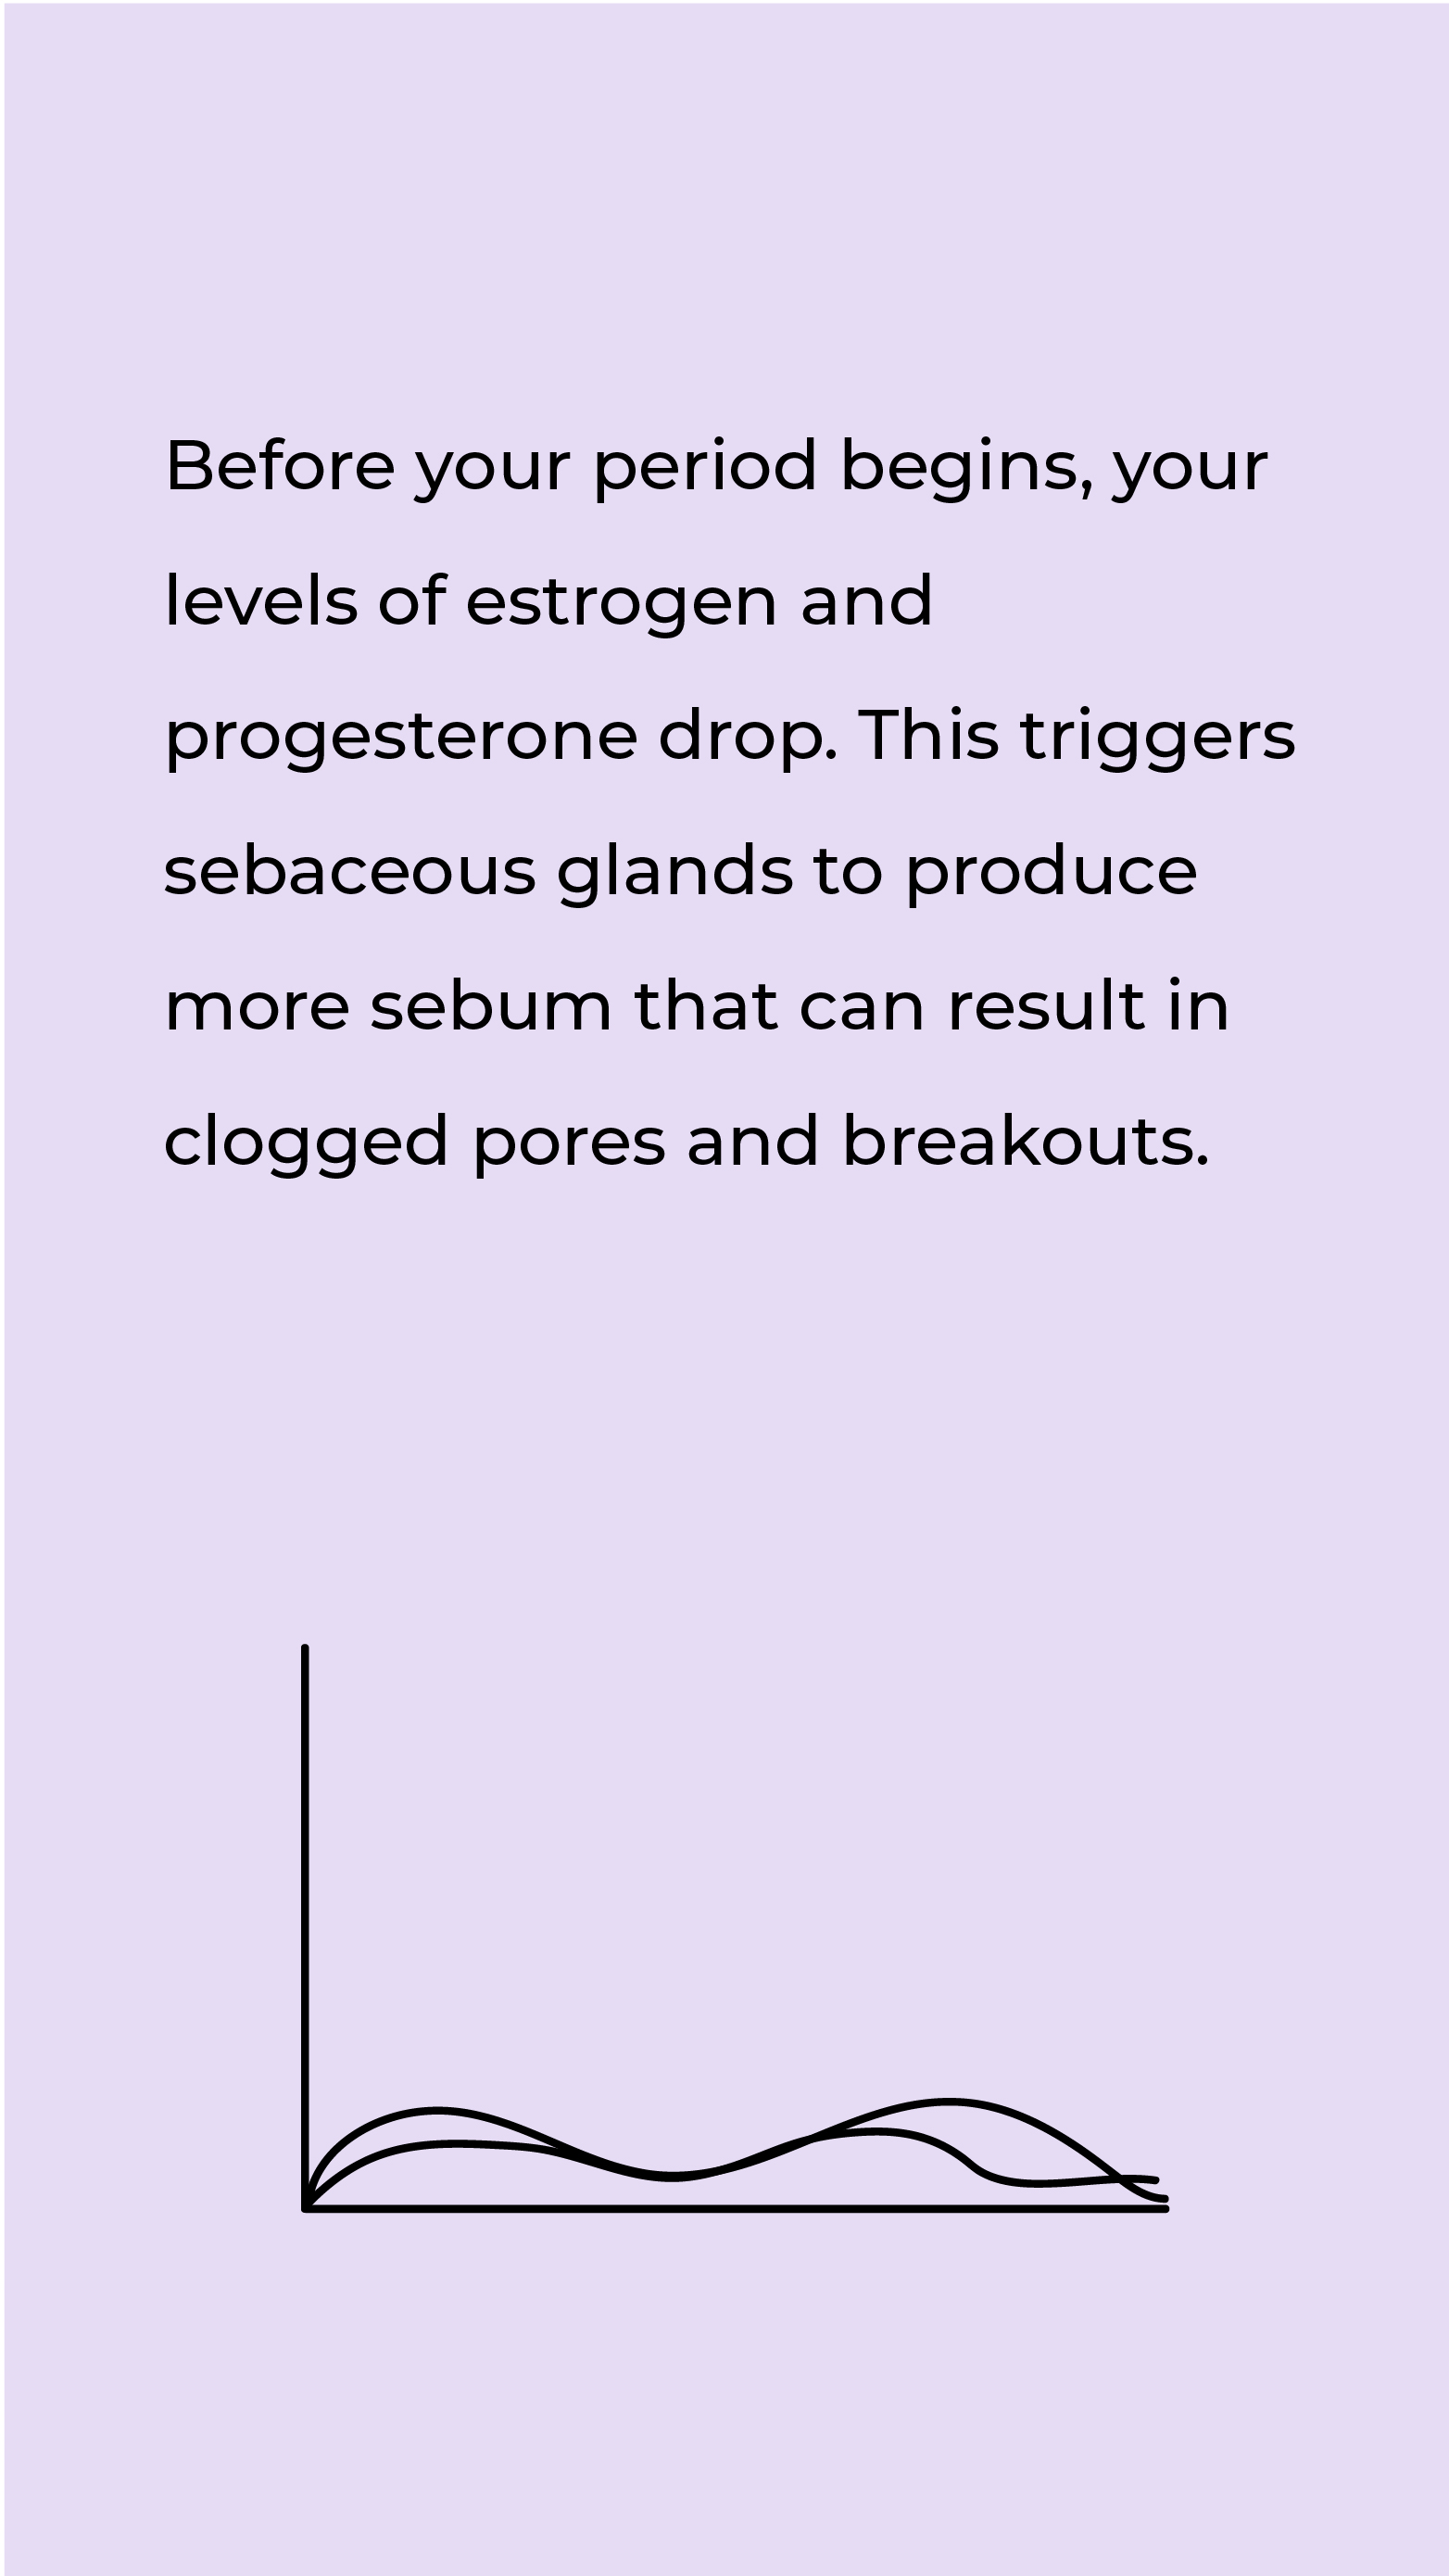 Before your period begins, your
levels of estrogen and
progesterone drop. This triggers
sebaceous glands to produce
more sebum that can result in
clogged pores and breakouts.